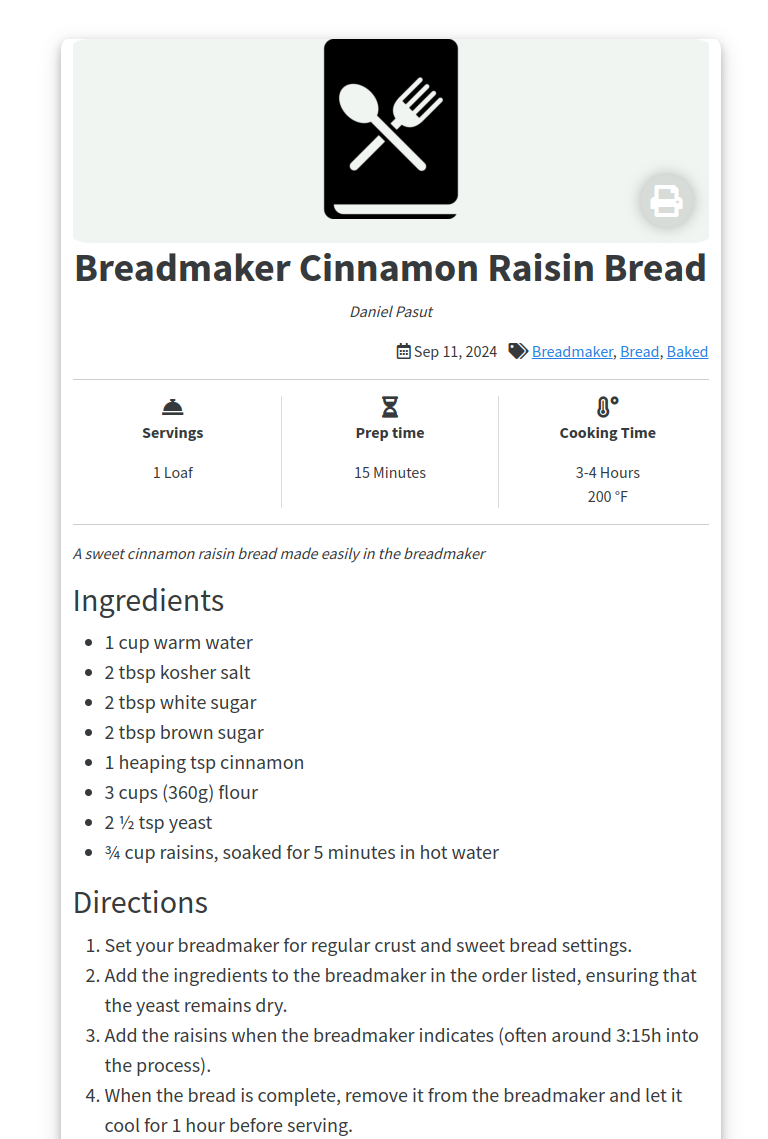 Breadmaker Cinnamon Raisin Bread
Daniel Pasut
Sep 11, 2024 Breadmaker, Bread, Baked
Servings
1 Loaf
Prep time
15 Minutes
Cooking Time
3-4 Hours
200 °F
A sweet cinnamon raisin bread made easily in the breadmaker
Ingredients
• 1 cup warm water
• 2 tbsp kosher salt
• 2 tbsp white sugar
• 2 tbsp brown sugar
• 1 heaping tsp cinnamon
• 3 cups (360g) flour
• 2 ½ tsp yeast
• ¾ cup raisins, soaked for 5 minutes in hot water
Directions
1. Set your breadmaker for regular crust and sweet bread settings.
2. Add the ingredients to the breadmaker in the order listed, ensuring that
the yeast remains dry.
3. Add the raisins when the breadmaker indicates (often around 3:15h into
the process).
4. When the bread is complete, remove it from the breadmaker and let it
cool for 1 hour before serving.